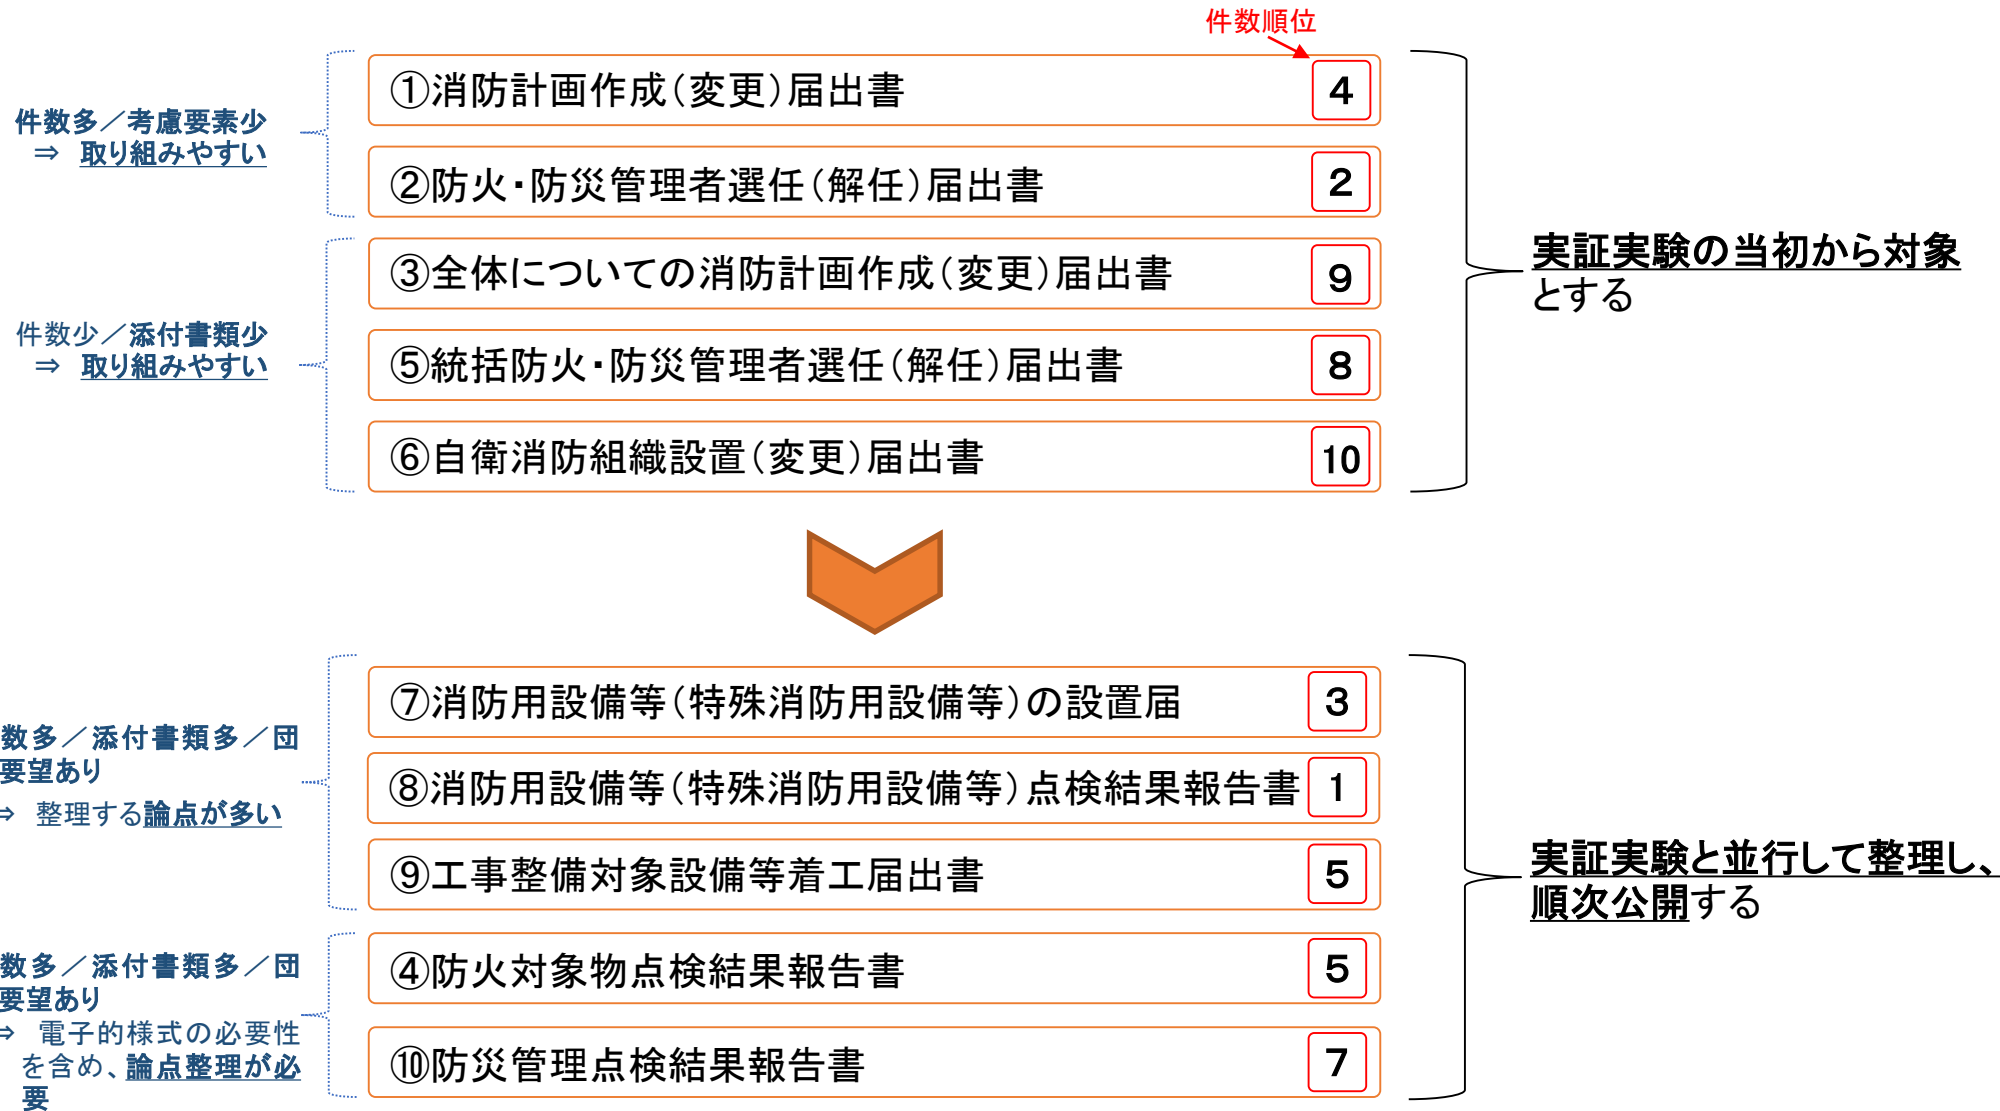 件数順位
件数多／考慮要素少
⇒ 取り組みやすい
①消防計画作成（変更）届出書 4
②防火・防災管理者選任（解任）届出書 2
件数少／添付書類少
⇒ 取り組みやすい
③全体についての消防計画作成（変更）届出書 9
⑤統括防火・防災管理者選任（解任）届出書 8
⑥自衛消防組織設置（変更）届出書 10
実証実験の当初から対象
とする
数多／添付書類多／団
要望あり
⇒ 整理する論点が多い
⑦消防用設備等（特殊消防用設備等）の設置届 3
⑧消防用設備等（特殊消防用設備等）点検結果報告書 1
⑨工事整備対象設備等着工届出書 5
数多／添付書類多／団
要望あり
⇒ 電子的様式の必要性
を含め、論点整理が必
要
④防火対象物点検結果報告書 5
⑩防災管理点検結果報告書 7
実証実験と並行して整理し、
順次公開する